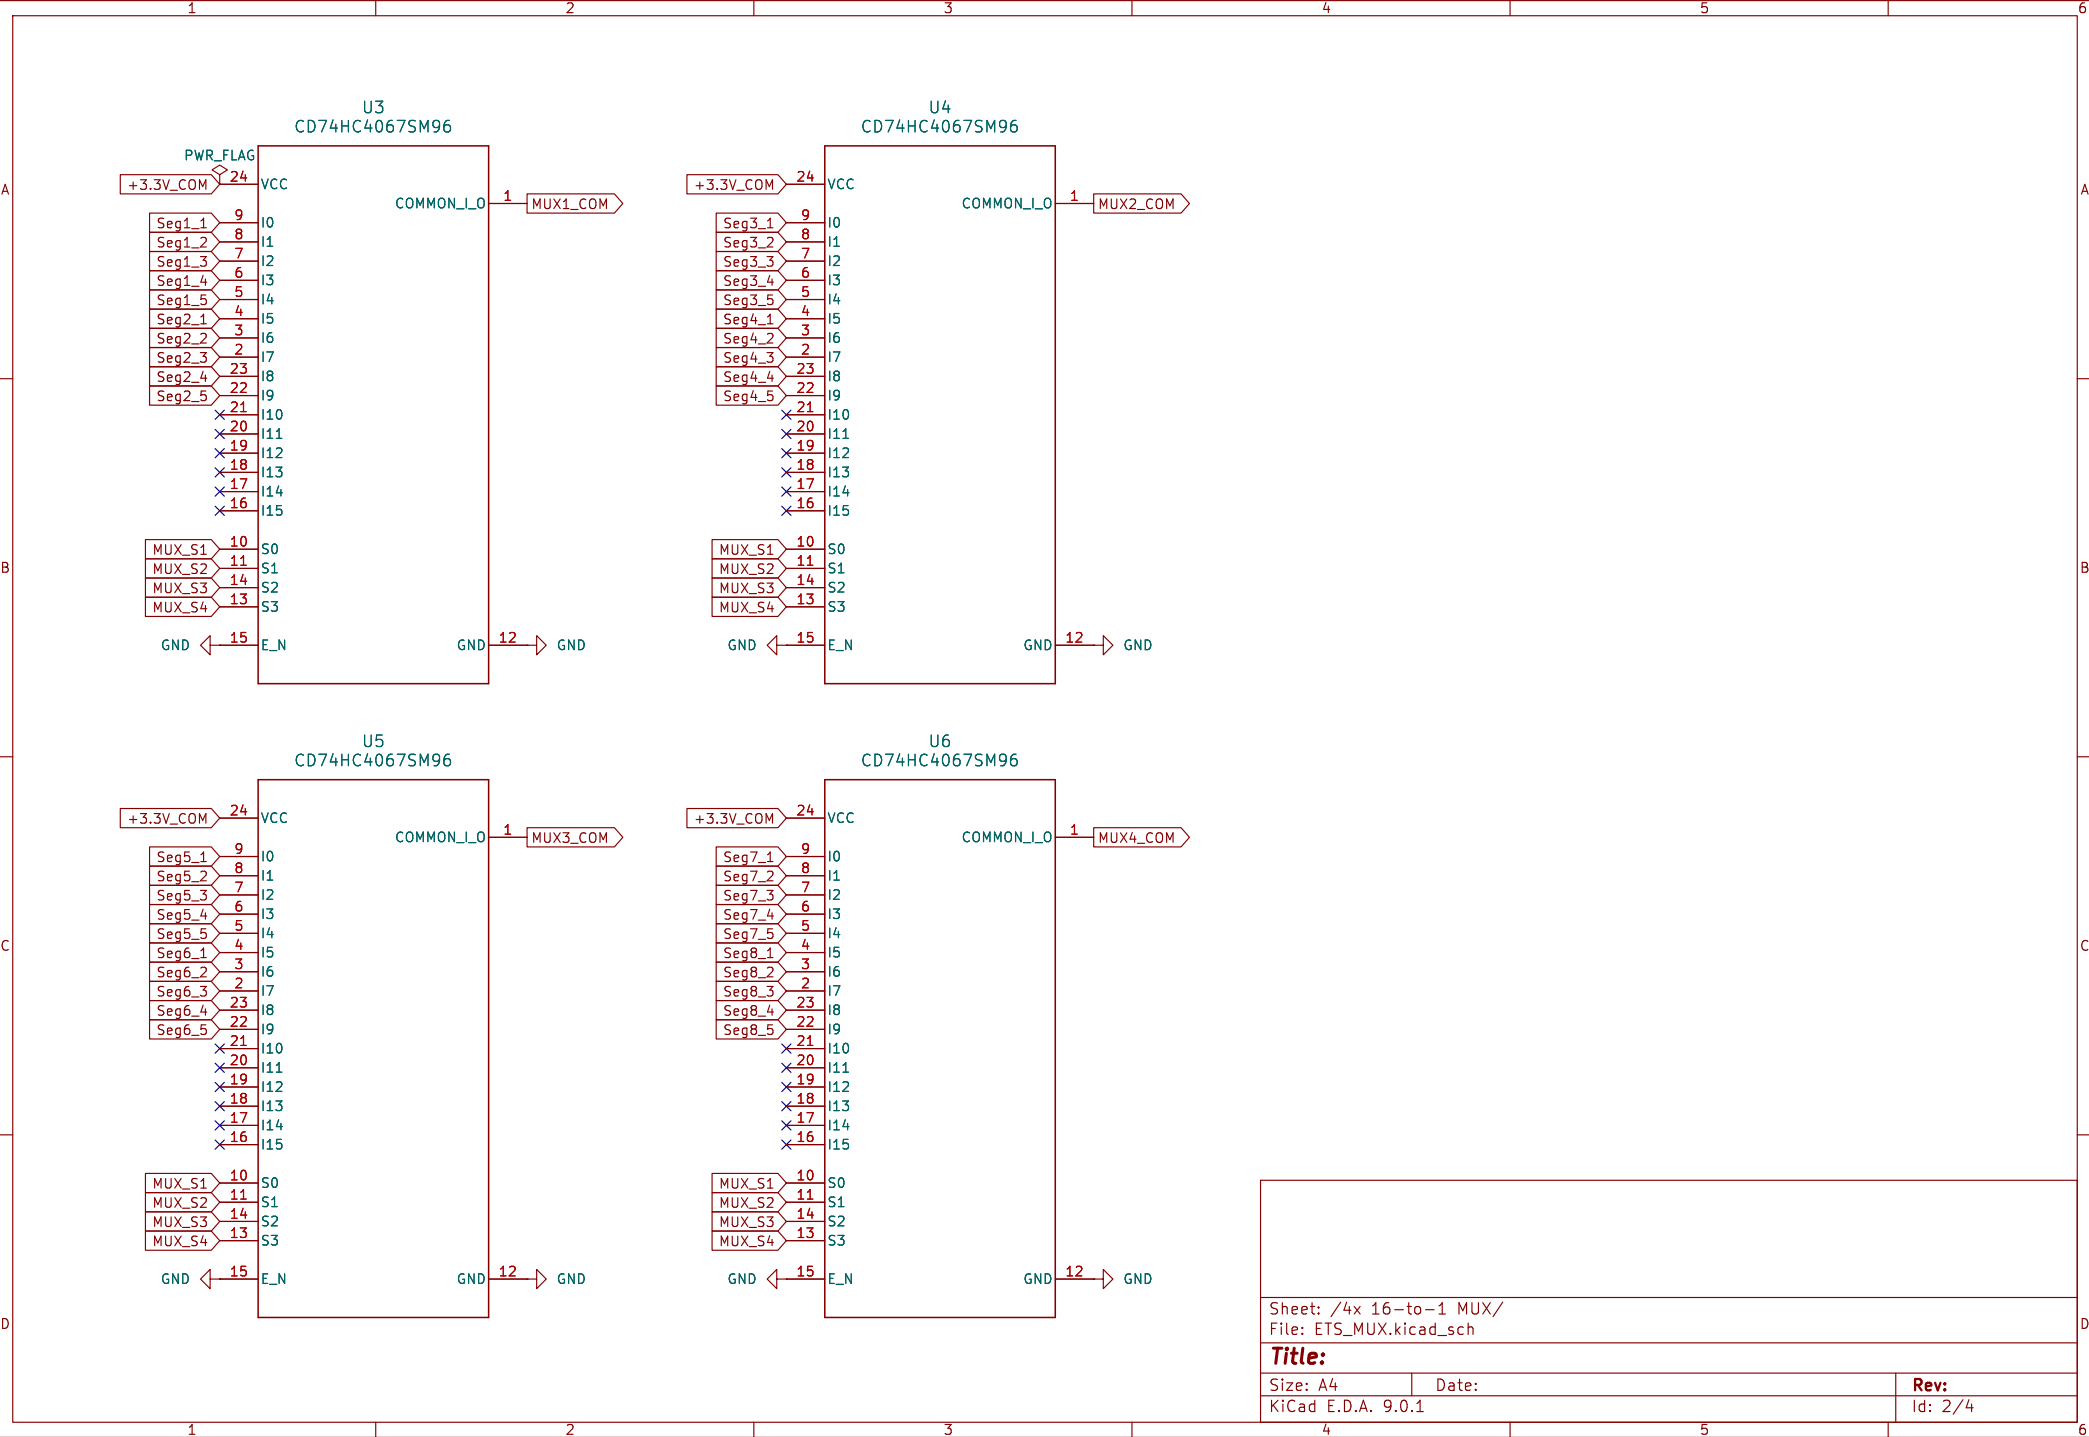 1 2 3 4 5 6
A A
B B
C C
D D
U3
CD74HC4067SM96
PWR_FLAG
+3.3V_COM 24 VCC
COMMON_I_O 1 MUX1_COM
Seg1_1 9 I0
Seg1_2 8 I1
Seg1_3 7 I2
Seg1_4 6 I3
Seg1_5 5 I4
Seg2_1 4 I5
Seg2_2 3 I6
Seg2_3 2 I7
Seg2_4 23 I8
Seg2_5 22 I9
21 I10
20 I11
19 I12
18 I13
17 I14
16 I15
MUX_S1 10 S0
MUX_S2 11 S1
MUX_S3 14 S2
MUX_S4 13 S3
GND 15 E_N GND 12 GND
U4
CD74HC4067SM96
+3.3V_COM 24 VCC
COMMON_I_O 1 MUX2_COM
Seg3_1 9 I0
Seg3_2 8 I1
Seg3_3 7 I2
Seg3_4 6 I3
Seg3_5 5 I4
Seg4_1 4 I5
Seg4_2 3 I6
Seg4_3 2 I7
Seg4_4 23 I8
Seg4_5 22 I9
21 I10
20 I11
19 I12
18 I13
17 I14
16 I15
MUX_S1 10 S0
MUX_S2 11 S1
MUX_S3 14 S2
MUX_S4 13 S3
GND 15 E_N GND 12 GND
U5
CD74HC4067SM96
+3.3V_COM 24 VCC
COMMON_I_O 1 MUX3_COM
Seg5_1 9 I0
Seg5_2 8 I1
Seg5_3 7 I2
Seg5_4 6 I3
Seg5_5 5 I4
Seg6_1 4 I5
Seg6_2 3 I6
Seg6_3 2 I7
Seg6_4 23 I8
Seg6_5 22 I9
21 I10
20 I11
19 I12
18 I13
17 I14
16 I15
MUX_S1 10 S0
MUX_S2 11 S1
MUX_S3 14 S2
MUX_S4 13 S3
GND 15 E_N GND 12 GND
U6
CD74HC4067SM96
+3.3V_COM 24 VCC
COMMON_I_O 1 MUX4_COM
Seg7_1 9 I0
Seg7_2 8 I1
Seg7_3 7 I2
Seg7_4 6 I3
Seg7_5 5 I4
Seg8_1 4 I5
Seg8_2 3 I6
Seg8_3 2 I7
Seg8_4 23 I8
Seg8_5 22 I9
21 I10
20 I11
19 I12
18 I13
17 I14
16 I15
MUX_S1 10 S0
MUX_S2 11 S1
MUX_S3 14 S2
MUX_S4 13 S3
GND 15 E_N GND 12 GND
Sheet: /4x 16-to-1 MUX/
File: ETS_MUX.kicad_sch
Title:
Size: A4 Date: Rev:
KiCad E.D.A. 9.0.1 Id: 2/4
1 2 3 4 5 6